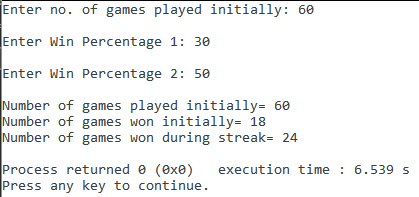 Enter no. of games played initially: 60
Enter Win Percentage 1: 30
Enter Win Percentage 2: 50
Number of games played initially= 60
Number of games won initially= 18
Number of games won during streak= 24
Process returned 0 (0x0)   execution time : 6.539 s
Press any key to continue.